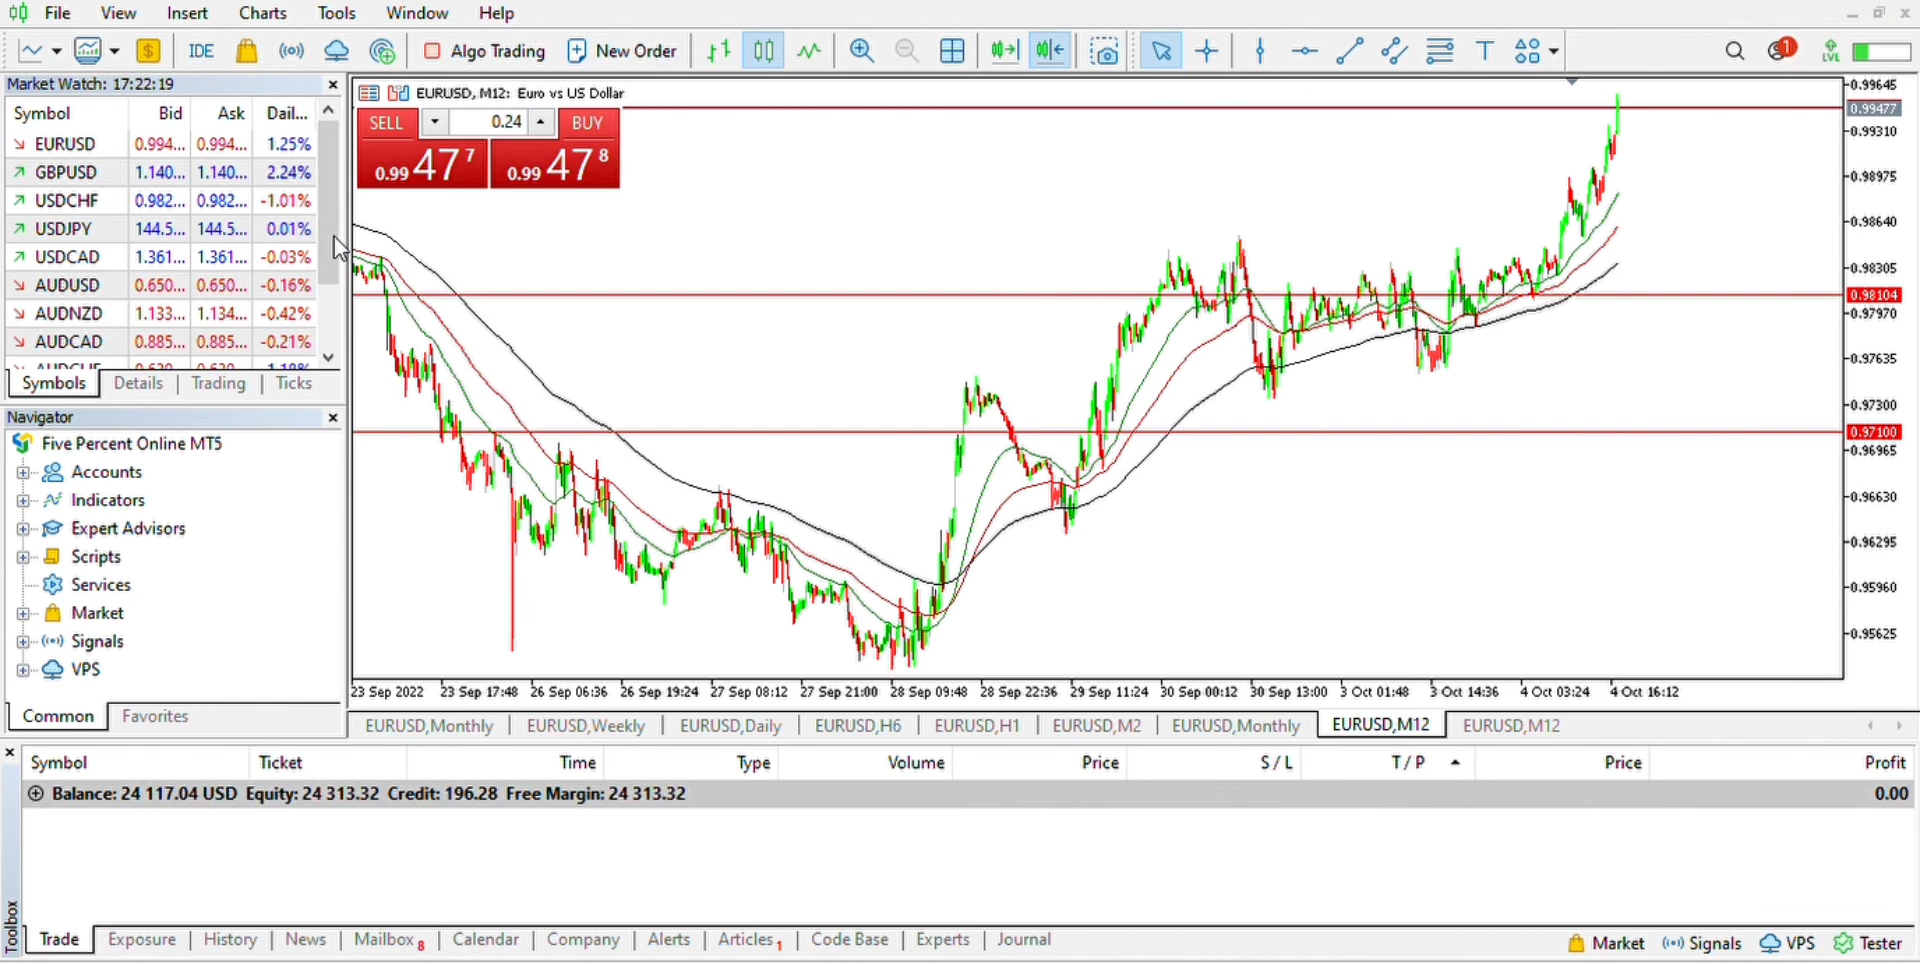 File View Insert Charts Tools Window Help
IDE Algo Trading New Order 1 LVL
Market Watch: 17:22:19
Symbol Bid Ask Dail...
EURUSD 0.994... 0.994... 1.25%
GBPUSD 1.140... 1.140... 2.24%
USDCHF 0.982... 0.982... -1.01%
USDJPY 144.5... 144.5... 0.01%
USDCAD 1.361... 1.361... -0.03%
AUDUSD 0.650... 0.650... -0.16%
AUDNZD 1.133... 1.134... -0.42%
AUDCAD 0.885... 0.885... -0.21%
Symbols Details Trading Ticks
Navigator
Five Percent Online MT5
Accounts
Indicators
Expert Advisors
Scripts
Services
Market
Signals
VPS
Common Favorites
EURUSD, M12: Euro vs US Dollar
SELL 0.24 BUY
0.99 47 7 0.99 47 8
0.99645
0.99477
0.99310
0.98975
0.98640
0.98305
0.98104
0.97970
0.97635
0.97300
0.97100
0.96965
0.96630
0.96295
0.95960
0.95625
23 Sep 2022 23 Sep 17:48 26 Sep 06:36 26 Sep 19:24 27 Sep 08:12 27 Sep 21:00 28 Sep 09:48 28 Sep 22:36 29 Sep 11:24 30 Sep 00:12 30 Sep 13:00 3 Oct 01:48 3 Oct 14:36 4 Oct 03:24 4 Oct 16:12
EURUSD,Monthly EURUSD,Weekly EURUSD,Daily EURUSD,H6 EURUSD,H1 EURUSD,M2 EURUSD,Monthly EURUSD,M12 EURUSD,M12
Symbol Ticket Time Type Volume Price S / L T / P Price Profit
Balance: 24 117.04 USD Equity: 24 313.32 Credit: 196.28 Free Margin: 24 313.32 0.00
Toolbox
Trade Exposure History News Mailbox 8 Calendar Company Alerts Articles 1 Code Base Experts Journal
Market Signals VPS Tester